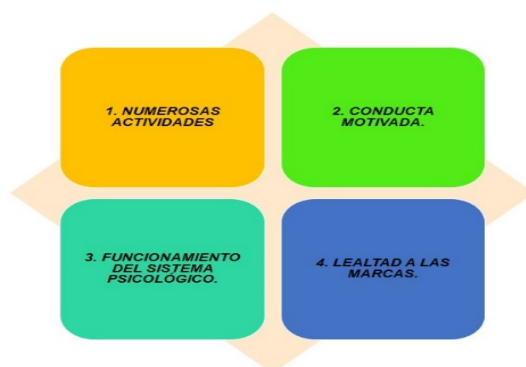 1. NUMEROSAS
ACTIVIDADES
2. CONDUCTA
MOTIVADA.
3. FUNCIONAMIENTO
DEL SISTEMA
PSICOLÓGICO.
4. LEALTAD A LAS
MARCAS.